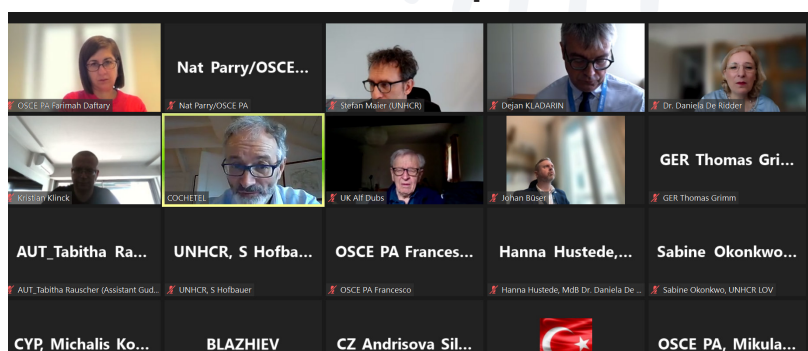 OSCE PA Farimah Daftary
Nat Parry/OSCE...
Nat Parry/OSCE PA
Stefan Maier (UNHCR)
Dejan KLADARIN
Dr. Daniela De Ridder
Kristian Klinck
COCHETEL
UK Alf Dubs
Johan Büser
GER Thomas Gri...
GER Thomas Grimm
AUT_Tabitha Ra...
AUT_Tabitha Rauscher (Assistant Gud...
UNHCR, S Hofba...
UNHCR, S Hofbauer
OSCE PA Frances...
OSCE PA Francesco
Hanna Hustede,...
Hanna Hustede, MdB Dr. Daniela De ...
Sabine Okonkwo...
Sabine Okonkwo, UNHCR LOV
CYP, Michalis Ko...
BLAZHIEV
CZ Andrisova Sil...
OSCE PA, Mikula...